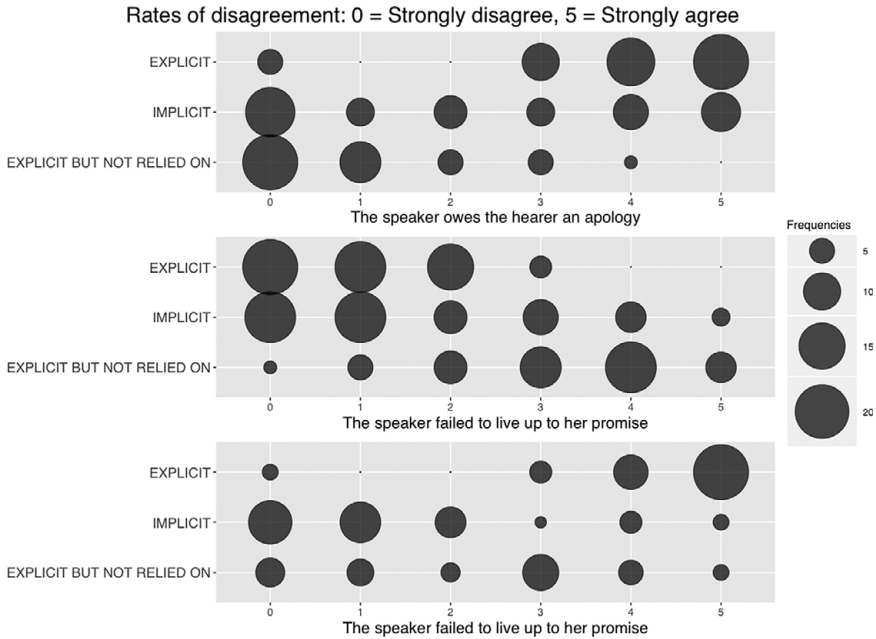 Rates of disagreement: 0 = Strongly disagree, 5 = Strongly agree
EXPLICIT
IMPLICIT
EXPLICIT BUT NOT RELIED ON
0 1 2 3 4 5
The speaker owes the hearer an apology
EXPLICIT
IMPLICIT
EXPLICIT BUT NOT RELIED ON
0 1 2 3 4 5
The speaker failed to live up to her promise
EXPLICIT
IMPLICIT
EXPLICIT BUT NOT RELIED ON
0 1 2 3 4 5
The speaker failed to live up to her promise
Frequencies
5
10
15
20